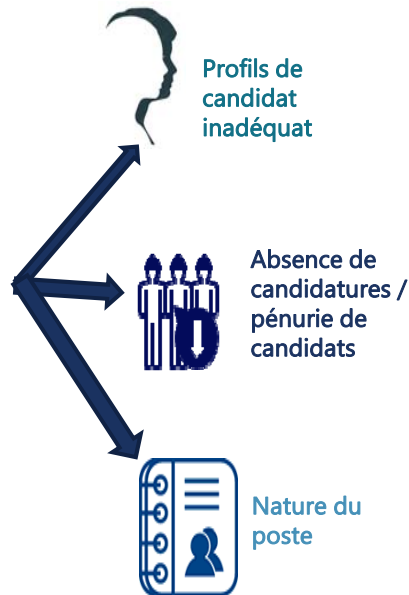 Profils de
candidat
inadéquat
Absence de
candidatures /
pénurie de
candidats
Nature du
poste